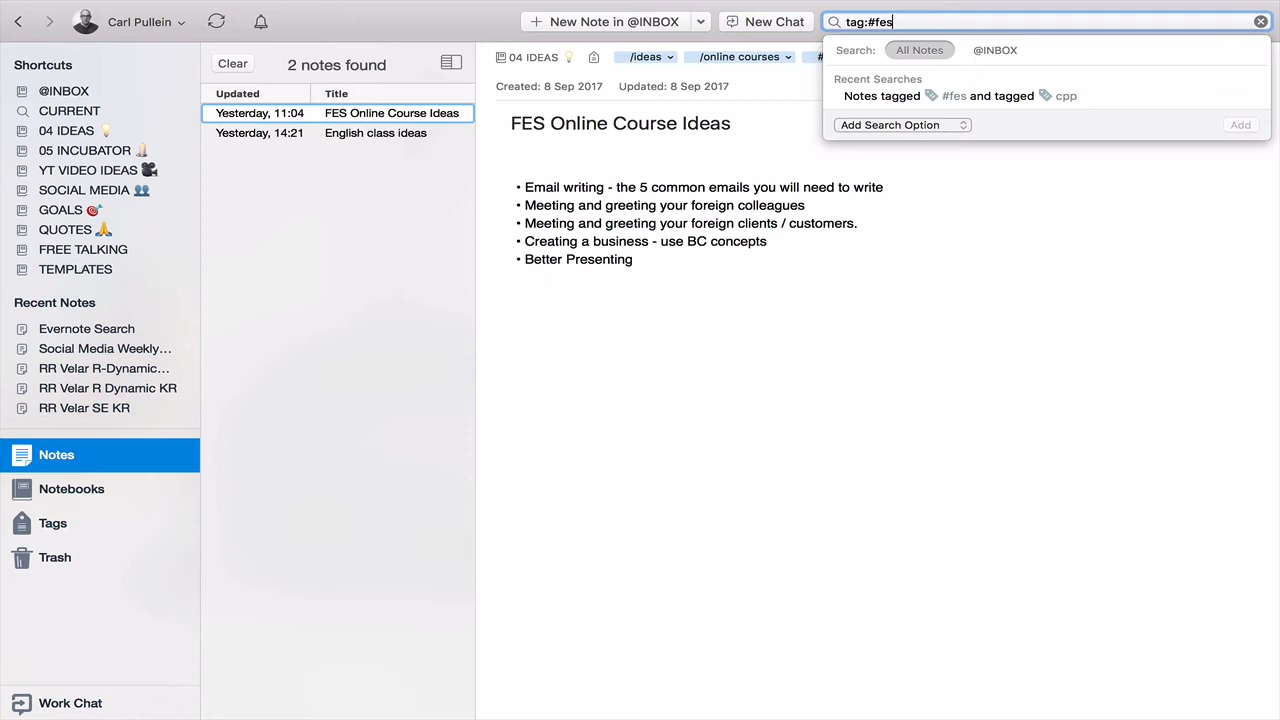 Carl Pullein
New Note in @INBOX
New Chat
tag:#fes
Search: All Notes @INBOX
Recent Searches
Notes tagged #fes and tagged cpp
Add Search Option
Add
Shortcuts
@INBOX
CURRENT
04 IDEAS 💡
05 INCUBATOR
YT VIDEO IDEAS 🎥
SOCIAL MEDIA 👥
GOALS 🎯
QUOTES 🙏
FREE TALKING
TEMPLATES
Recent Notes
Evernote Search
Social Media Weekly...
RR Velar R-Dynamic...
RR Velar R Dynamic KR
RR Velar SE KR
Notes
Notebooks
Tags
Trash
Work Chat
Clear
2 notes found
Updated Title
Yesterday, 11:04 FES Online Course Ideas
Yesterday, 14:21 English class ideas
04 IDEAS 💡 /ideas /online courses #
Created: 8 Sep 2017 Updated: 8 Sep 2017
FES Online Course Ideas
• Email writing - the 5 common emails you will need to write
• Meeting and greeting your foreign colleagues
• Meeting and greeting your foreign clients / customers.
• Creating a business - use BC concepts
• Better Presenting